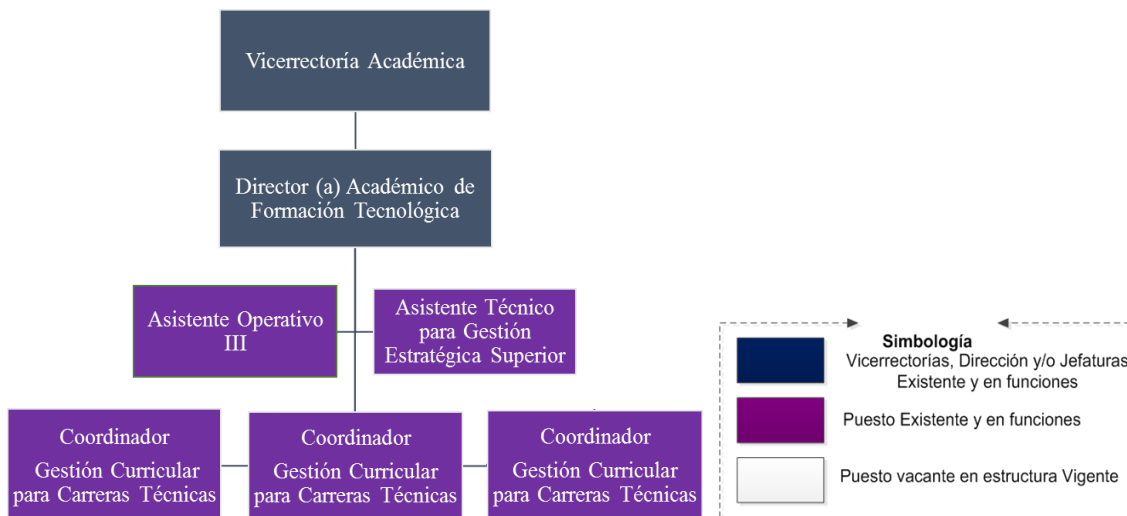 Vicerrectoría Académica
Director (a) Académico de
Formación Tecnológica
Asistente Operativo
III
Asistente Técnico
para Gestión
Estratégica Superior
Coordinador
Gestión Curricular
para Carreras Técnicas
Coordinador
Gestión Curricular
para Carreras Técnicas
Coordinador
Gestión Curricular
para Carreras Técnicas
Simbología
Vicerrectorías, Dirección y/o Jefaturas
Existente y en funciones
Puesto Existente y en funciones
Puesto vacante en estructura Vigente